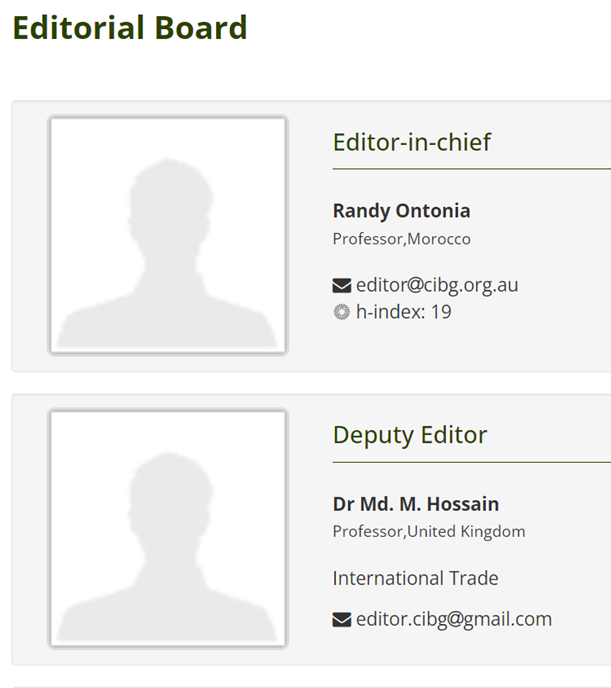 Editorial Board
Editor-in-chief
Randy Ontonia
Professor,Morocco
editor@cibg.org.au
h-index: 19
Deputy Editor
Dr Md. M. Hossain
Professor,United Kingdom
International Trade
editor.cibg@gmail.com